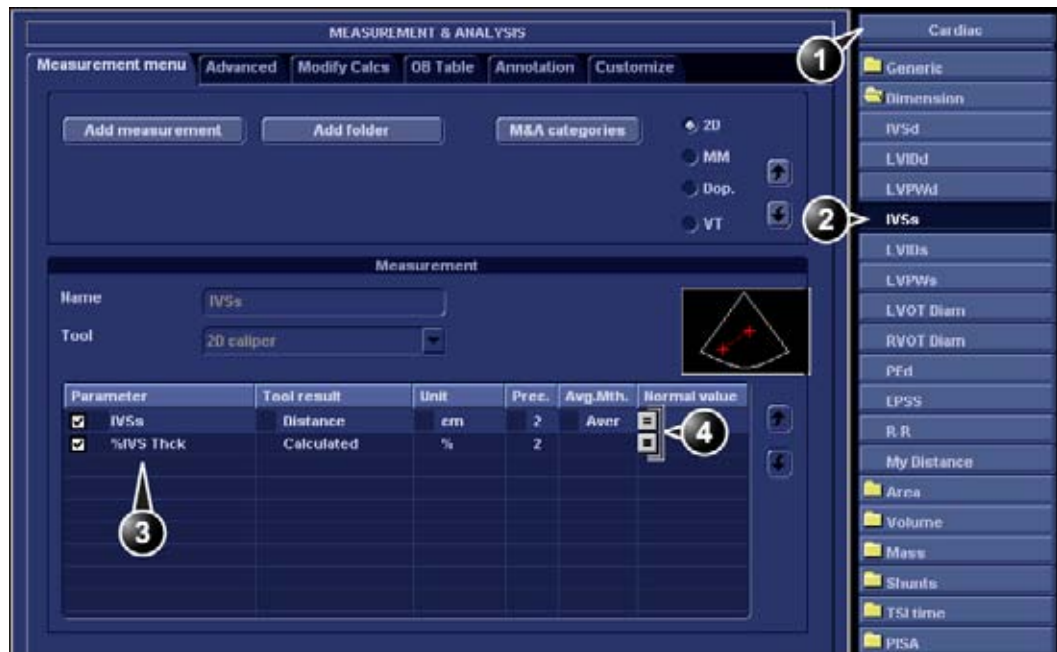 MEASUREMENT & ANALYSIS
Measurement menu Advanced Modify Calcs OB Table Annotation Customize
Add measurement Add folder M&A categories
2D
MM
Dop.
VT
Measurement
Name IVSs
Tool 2D caliper
Parameter Tool result Unit Prec. Avg.Mth. Normal value
IVSs Distance cm 2 Aver =
%IVS Thck Calculated % 2
1
2
3
4
Cardiac
Generic
Dimension
IVSd
LVIDd
LVPWd
IVSs
LVIDs
LVPWs
LVOT Diam
RVOT Diam
PEd
EPSS
R-R
My Distance
Area
Volume
Mass
Shunts
TSI time
PISA